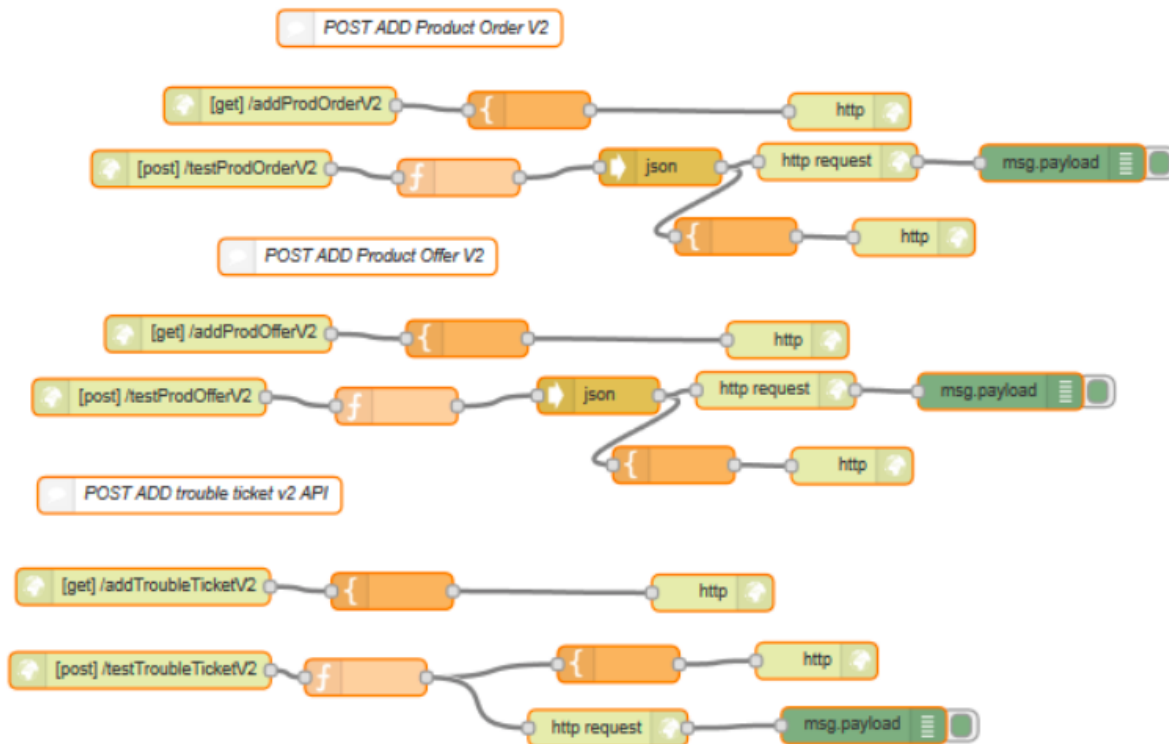 POST ADD Product Order V2
[get] /addProdOrderV2
{
http
[post] /testProdOrderV2
f
json
http request
msg.payload
{
http
POST ADD Product Offer V2
[get] /addProdOfferV2
{
http
[post] /testProdOfferV2
f
json
http request
msg.payload
{
http
POST ADD trouble ticket v2 API
[get] /addTroubleTicketV2
{
http
[post] /testTroubleTicketV2
f
{
http
http request
msg.payload